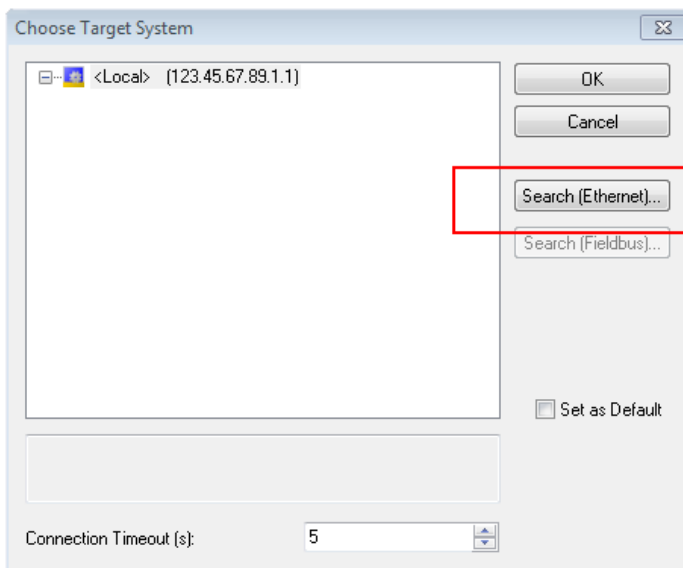 Choose Target System
<Local> (123.45.67.89.1.1)
OK
Cancel
Search (Ethernet)...
Search (Fieldbus)...
Set as Default
Connection Timeout (s):
5